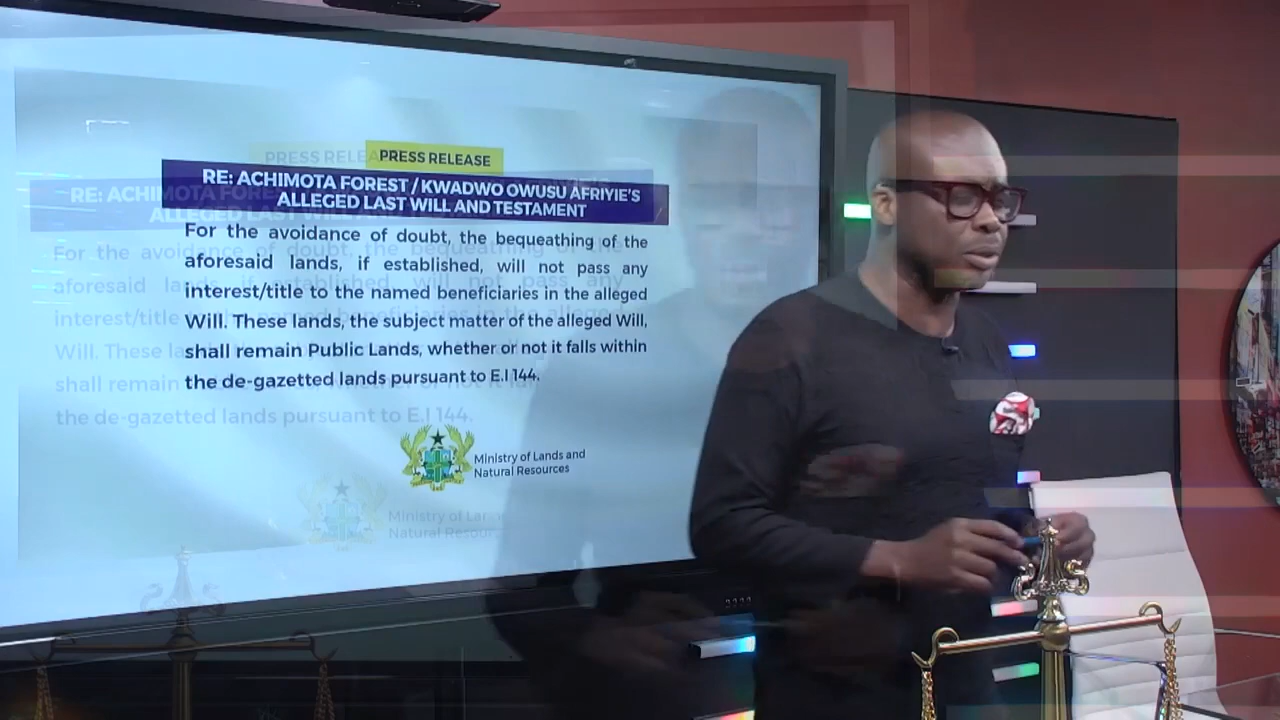 PRESS RELEASE
RE: ACHIMOTA FOREST / KWADWO OWUSU AFRIYIE'S
ALLEGED LAST WILL AND TESTAMENT
For the avoidance of doubt, the bequeathing of the
aforesaid lands, if established, will not pass any
interest/title to the named beneficiaries in the alleged
Will. These lands, the subject matter of the alleged Will,
shall remain Public Lands, whether or not it falls within
the de-gazetted lands pursuant to E.I 144.
Ministry of Lands and
Natural Resources